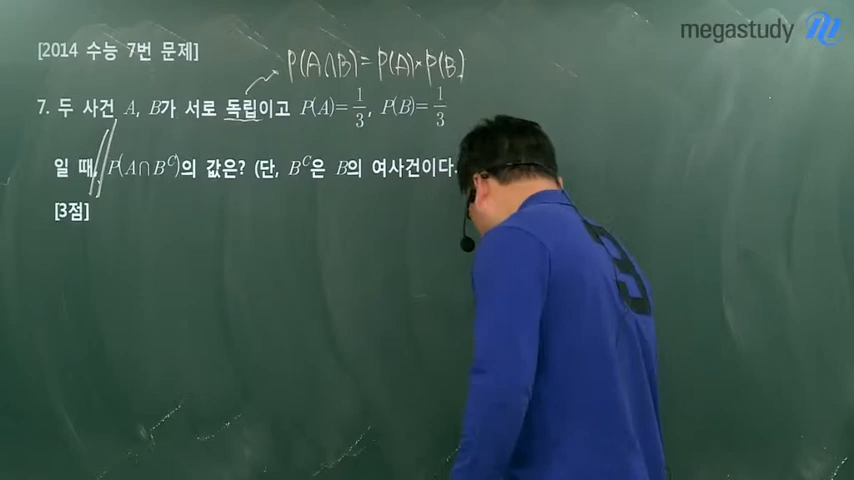 megastudy
[2014 수능 7번 문제]
P(A∩B)=P(A)×P(B)
7. 두 사건 A, B가 서로 독립이고 P(A)=1/3, P(B)=1/3
일 때, P(A∩B^C)의 값은? (단, B^C은 B의 여사건이다.
[3점]
3